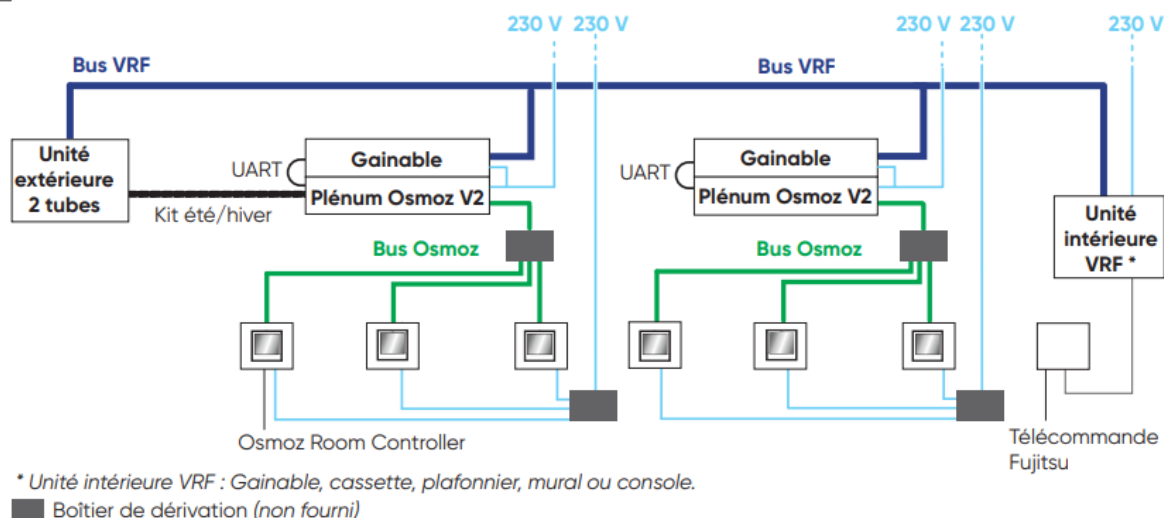 230 V 230 V 230 V 230 V 230 V
Bus VRF Bus VRF
Unité
extérieure
2 tubes
UART
Gainable
Plénum Osmoz V2
Kit été/hiver
UART
Gainable
Plénum Osmoz V2
Unité
intérieure
VRF *
Bus Osmoz Bus Osmoz
Osmoz Room Controller
Télécommande
Fujitsu
* Unité intérieure VRF : Gainable, cassette, plafonnier, mural ou console.
Boîtier de dérivation (non fourni)